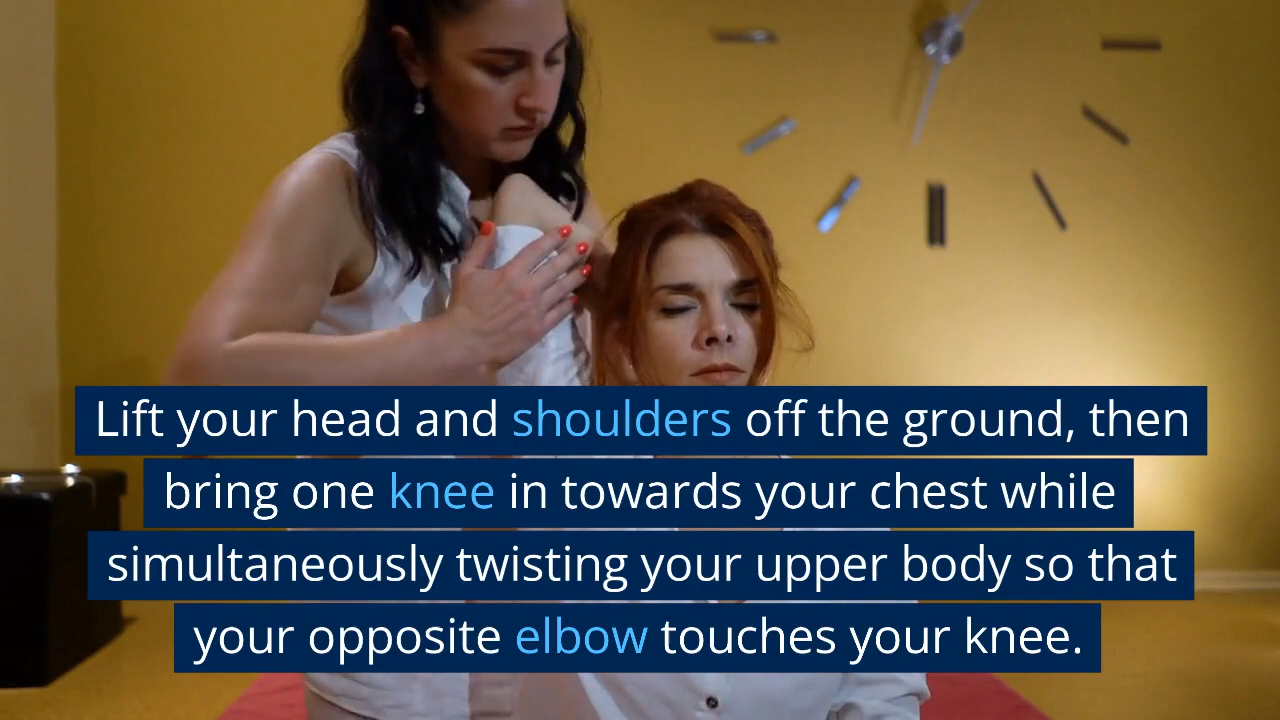 Lift your head and shoulders off the ground, then
bring one knee in towards your chest while
simultaneously twisting your upper body so that
your opposite elbow touches your knee.